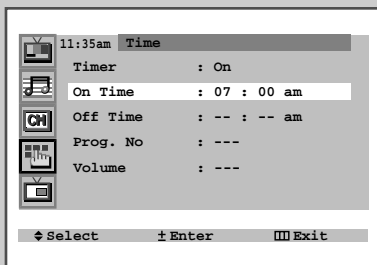 11:35am Time
Timer : On
On Time : 07 : 00 am
CH
Off Time : -- : -- am
Prog. No : ---
Volume : ---
Select ± Enter Exit